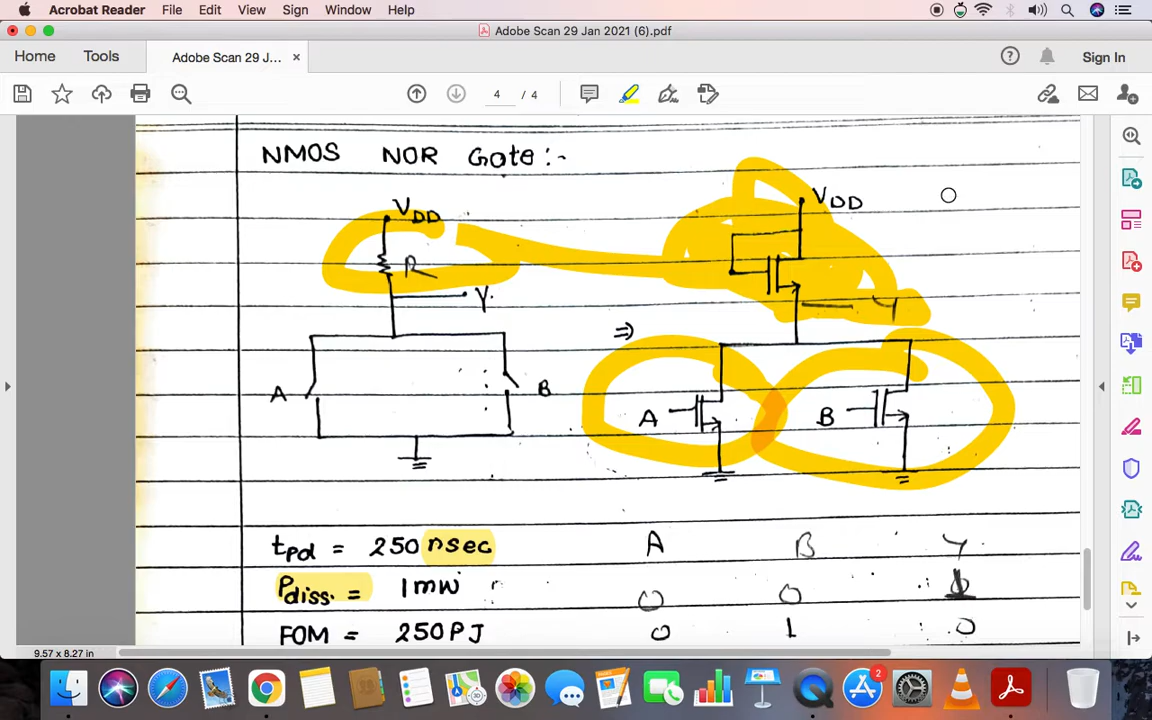 Acrobat Reader File Edit View Sign Window Help
Adobe Scan 29 Jan 2021 (6).pdf
Home Tools Adobe Scan 29 J... × Sign In
4 / 4
NMOS NOR Gate :-
VDD VDD
R
Y.
Y
⇒
A B A B
tpd = 250 nsec A B Y
Pdiss. = 1mW 0 0 1
FOM = 250PJ 0 1 0
9.57 x 8.27 in
2